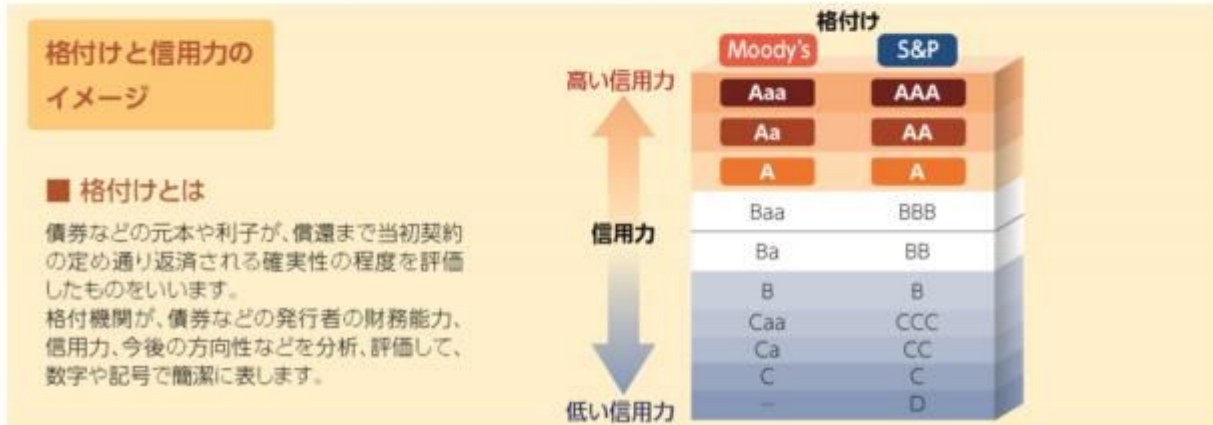 格付けと信用力の
イメージ
■ 格付けとは
債券などの元本や利子が、償還まで当初契約
の定め通り返済される確実性の程度を評価
したものをいいます。
格付機関が、債券などの発行者の財務能力、
信用力、今後の方向性などを分析、評価して、
数字や記号で簡潔に表します。
格付け
Moody's S&P
高い信用力
Aaa AAA
Aa AA
A A
Baa BBB
信用力
Ba BB
B B
Caa CCC
Ca CC
C C
-- D
低い信用力